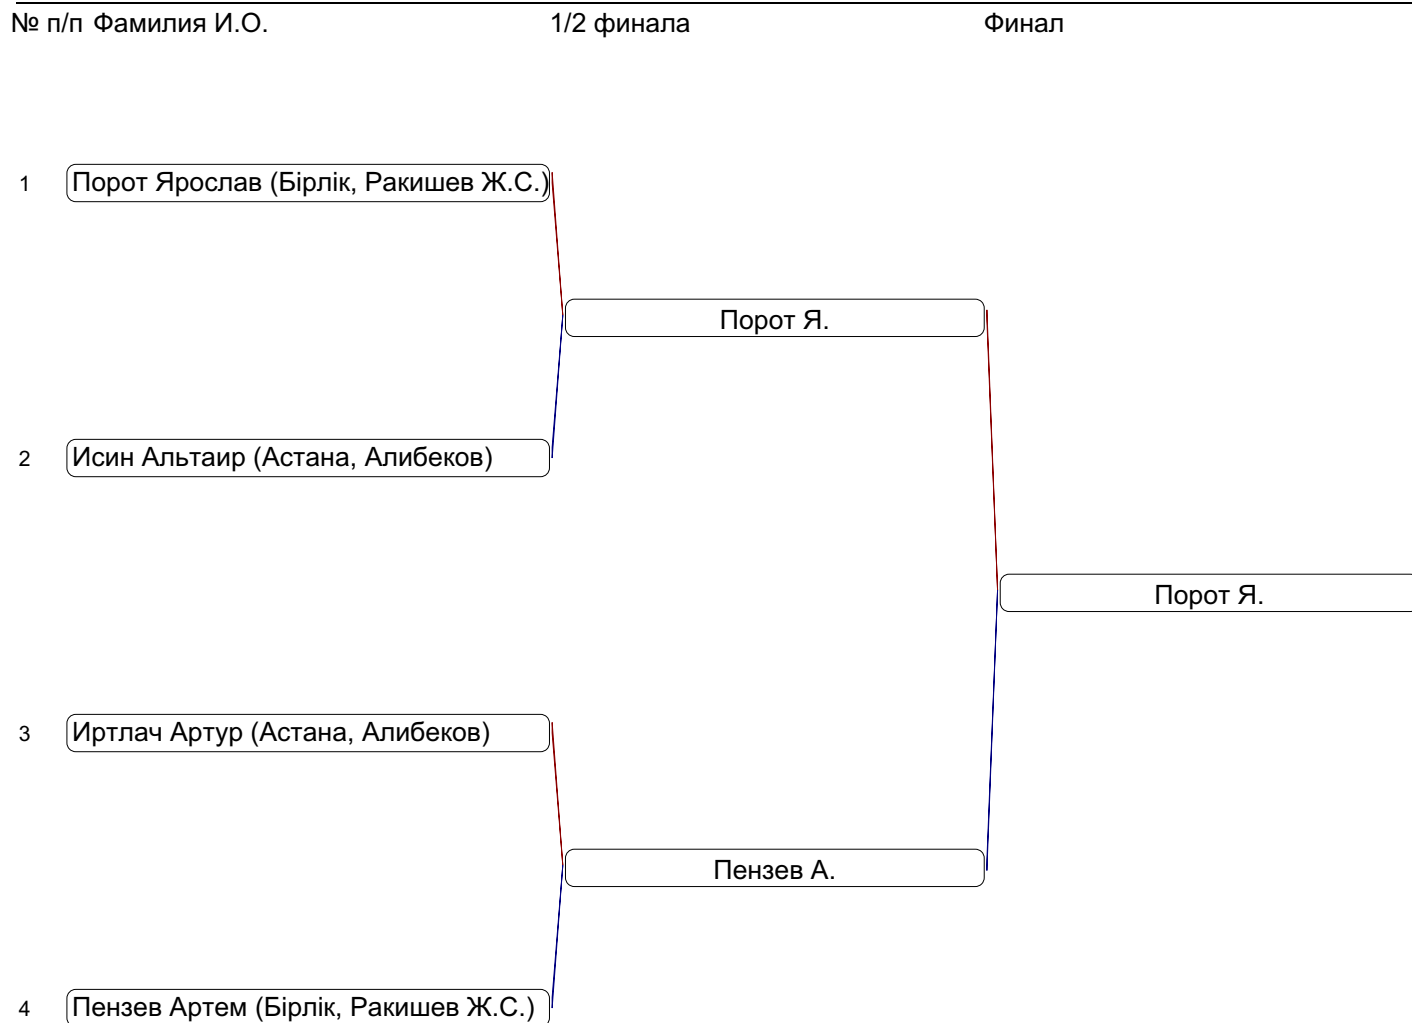 № п/п Фамилия И.О. 1/2 финала Финал
1 Порот Ярослав (Бірлік, Ракишев Ж.С.)
Порот Я.
2 Исин Альтаир (Астана, Алибеков)
Порот Я.
3 Иртлач Артур (Астана, Алибеков)
Пензев А.
4 Пензев Артем (Бірлік, Ракишев Ж.С.)